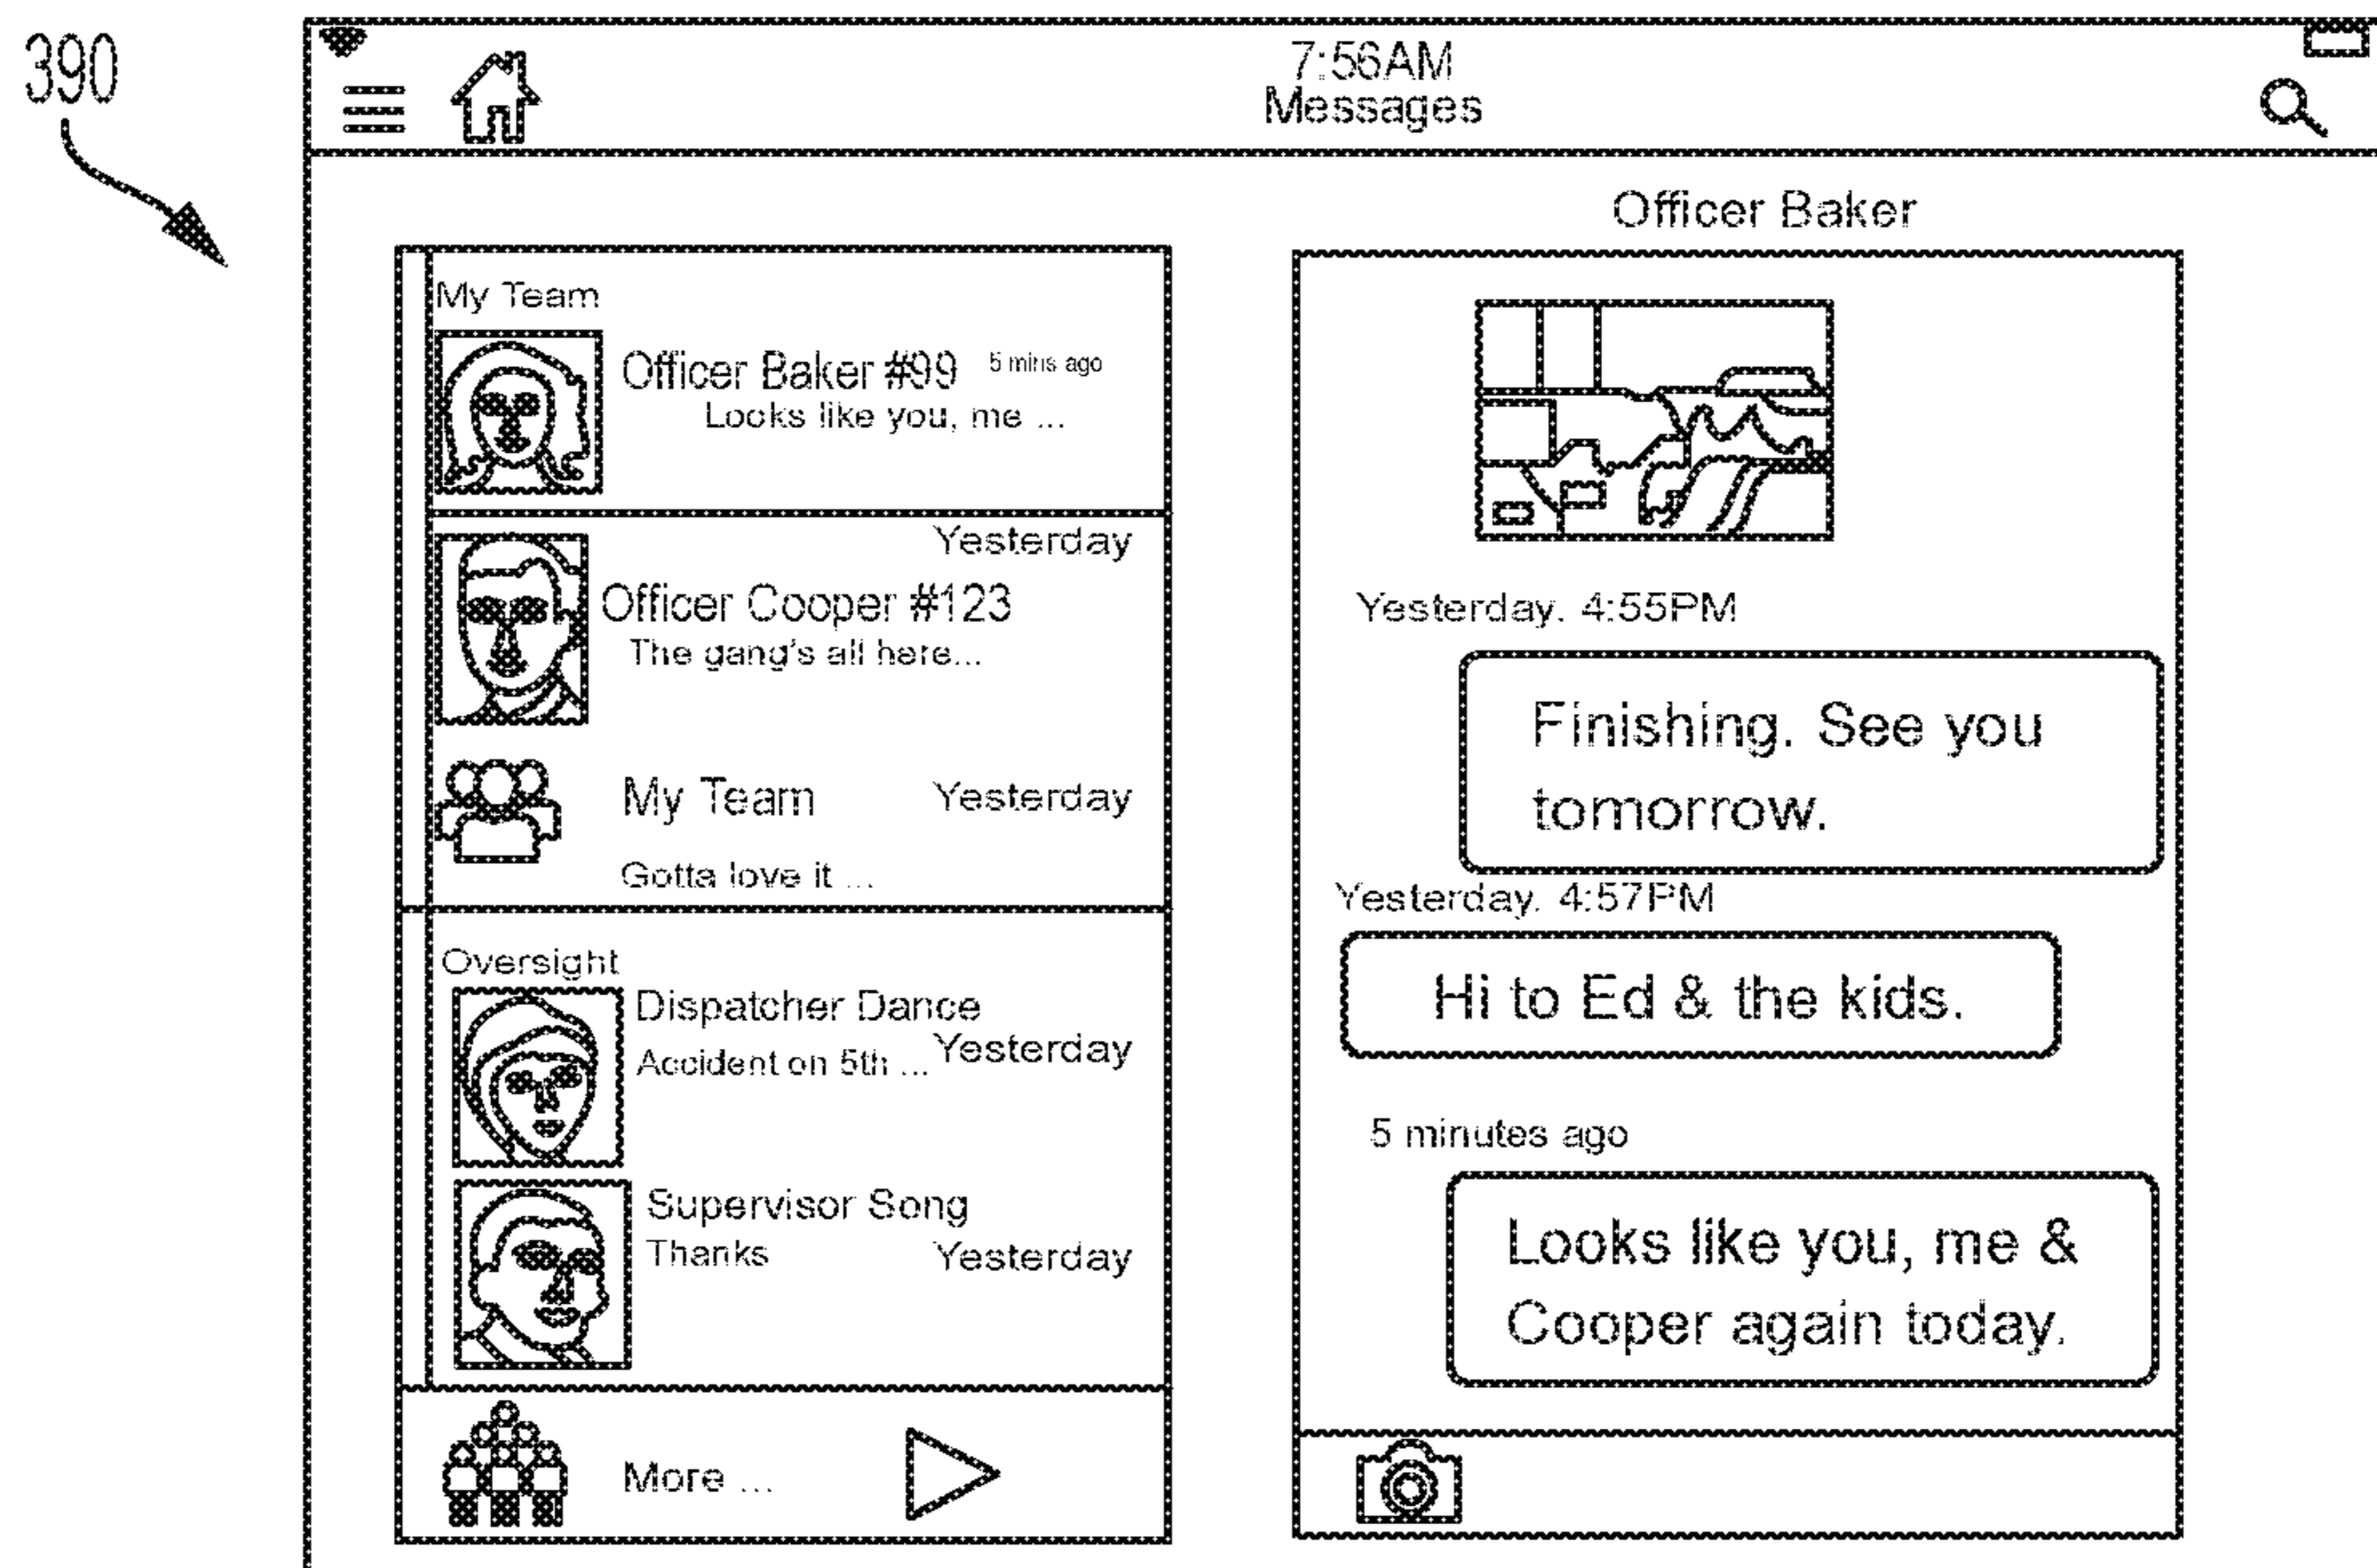 390
7:56AM
Messages
My Team
Officer Baker #99 5 mins ago
Looks like you, me ...
Yesterday
Officer Cooper #123
The gang's all here...
My Team Yesterday
Gotta love it ...
Oversight
Dispatcher Dance
Accident on 5th ... Yesterday
Supervisor Song
Thanks Yesterday
More ...
Officer Baker
Yesterday. 4:55PM
Finishing. See you
tomorrow.
Yesterday. 4:57PM
Hi to Ed & the kids.
5 minutes ago
Looks like you, me &
Cooper again today.